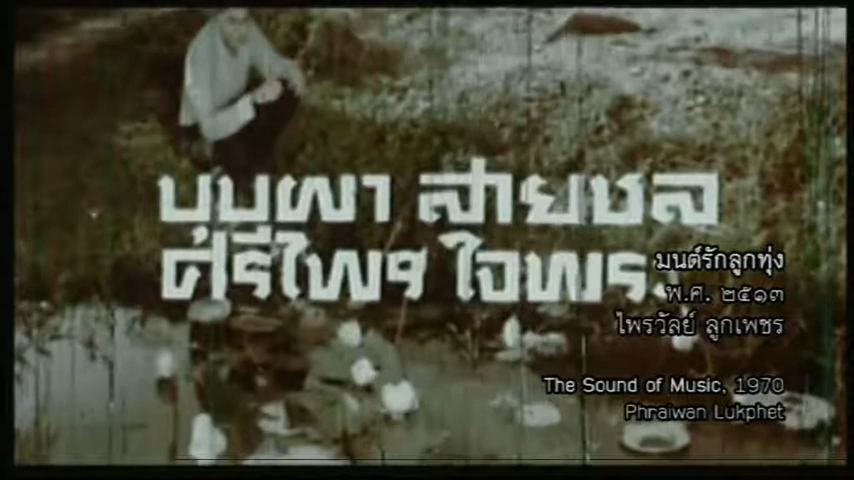 บุบผา สายชล
ศรีไพร ใจพระ
มนต์รักลูกทุ่ง
พ.ศ. ๒๕๑๓
ไพรวัลย์ ลูกเพชร
The Sound of Music, 1970
Phraiwan Lukphet